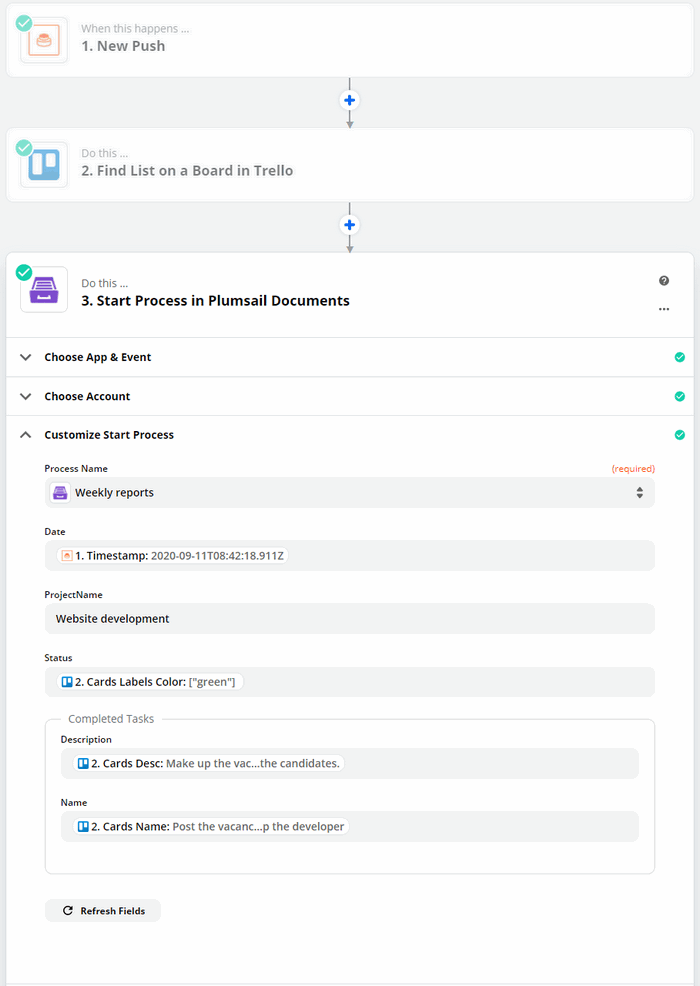 When this happens ...
1. New Push
Do this ...
2. Find List on a Board in Trello
Do this ...
3. Start Process in Plumsail Documents
Choose App & Event
Choose Account
Customize Start Process
Process Name (required)
Weekly reports
Date
1. Timestamp: 2020-09-11T08:42:18.911Z
ProjectName
Website development
Status
2. Cards Labels Color: ["green"]
Completed Tasks
Description
2. Cards Desc: Make up the vac...the candidates.
Name
2. Cards Name: Post the vacanc...p the developer
Refresh Fields